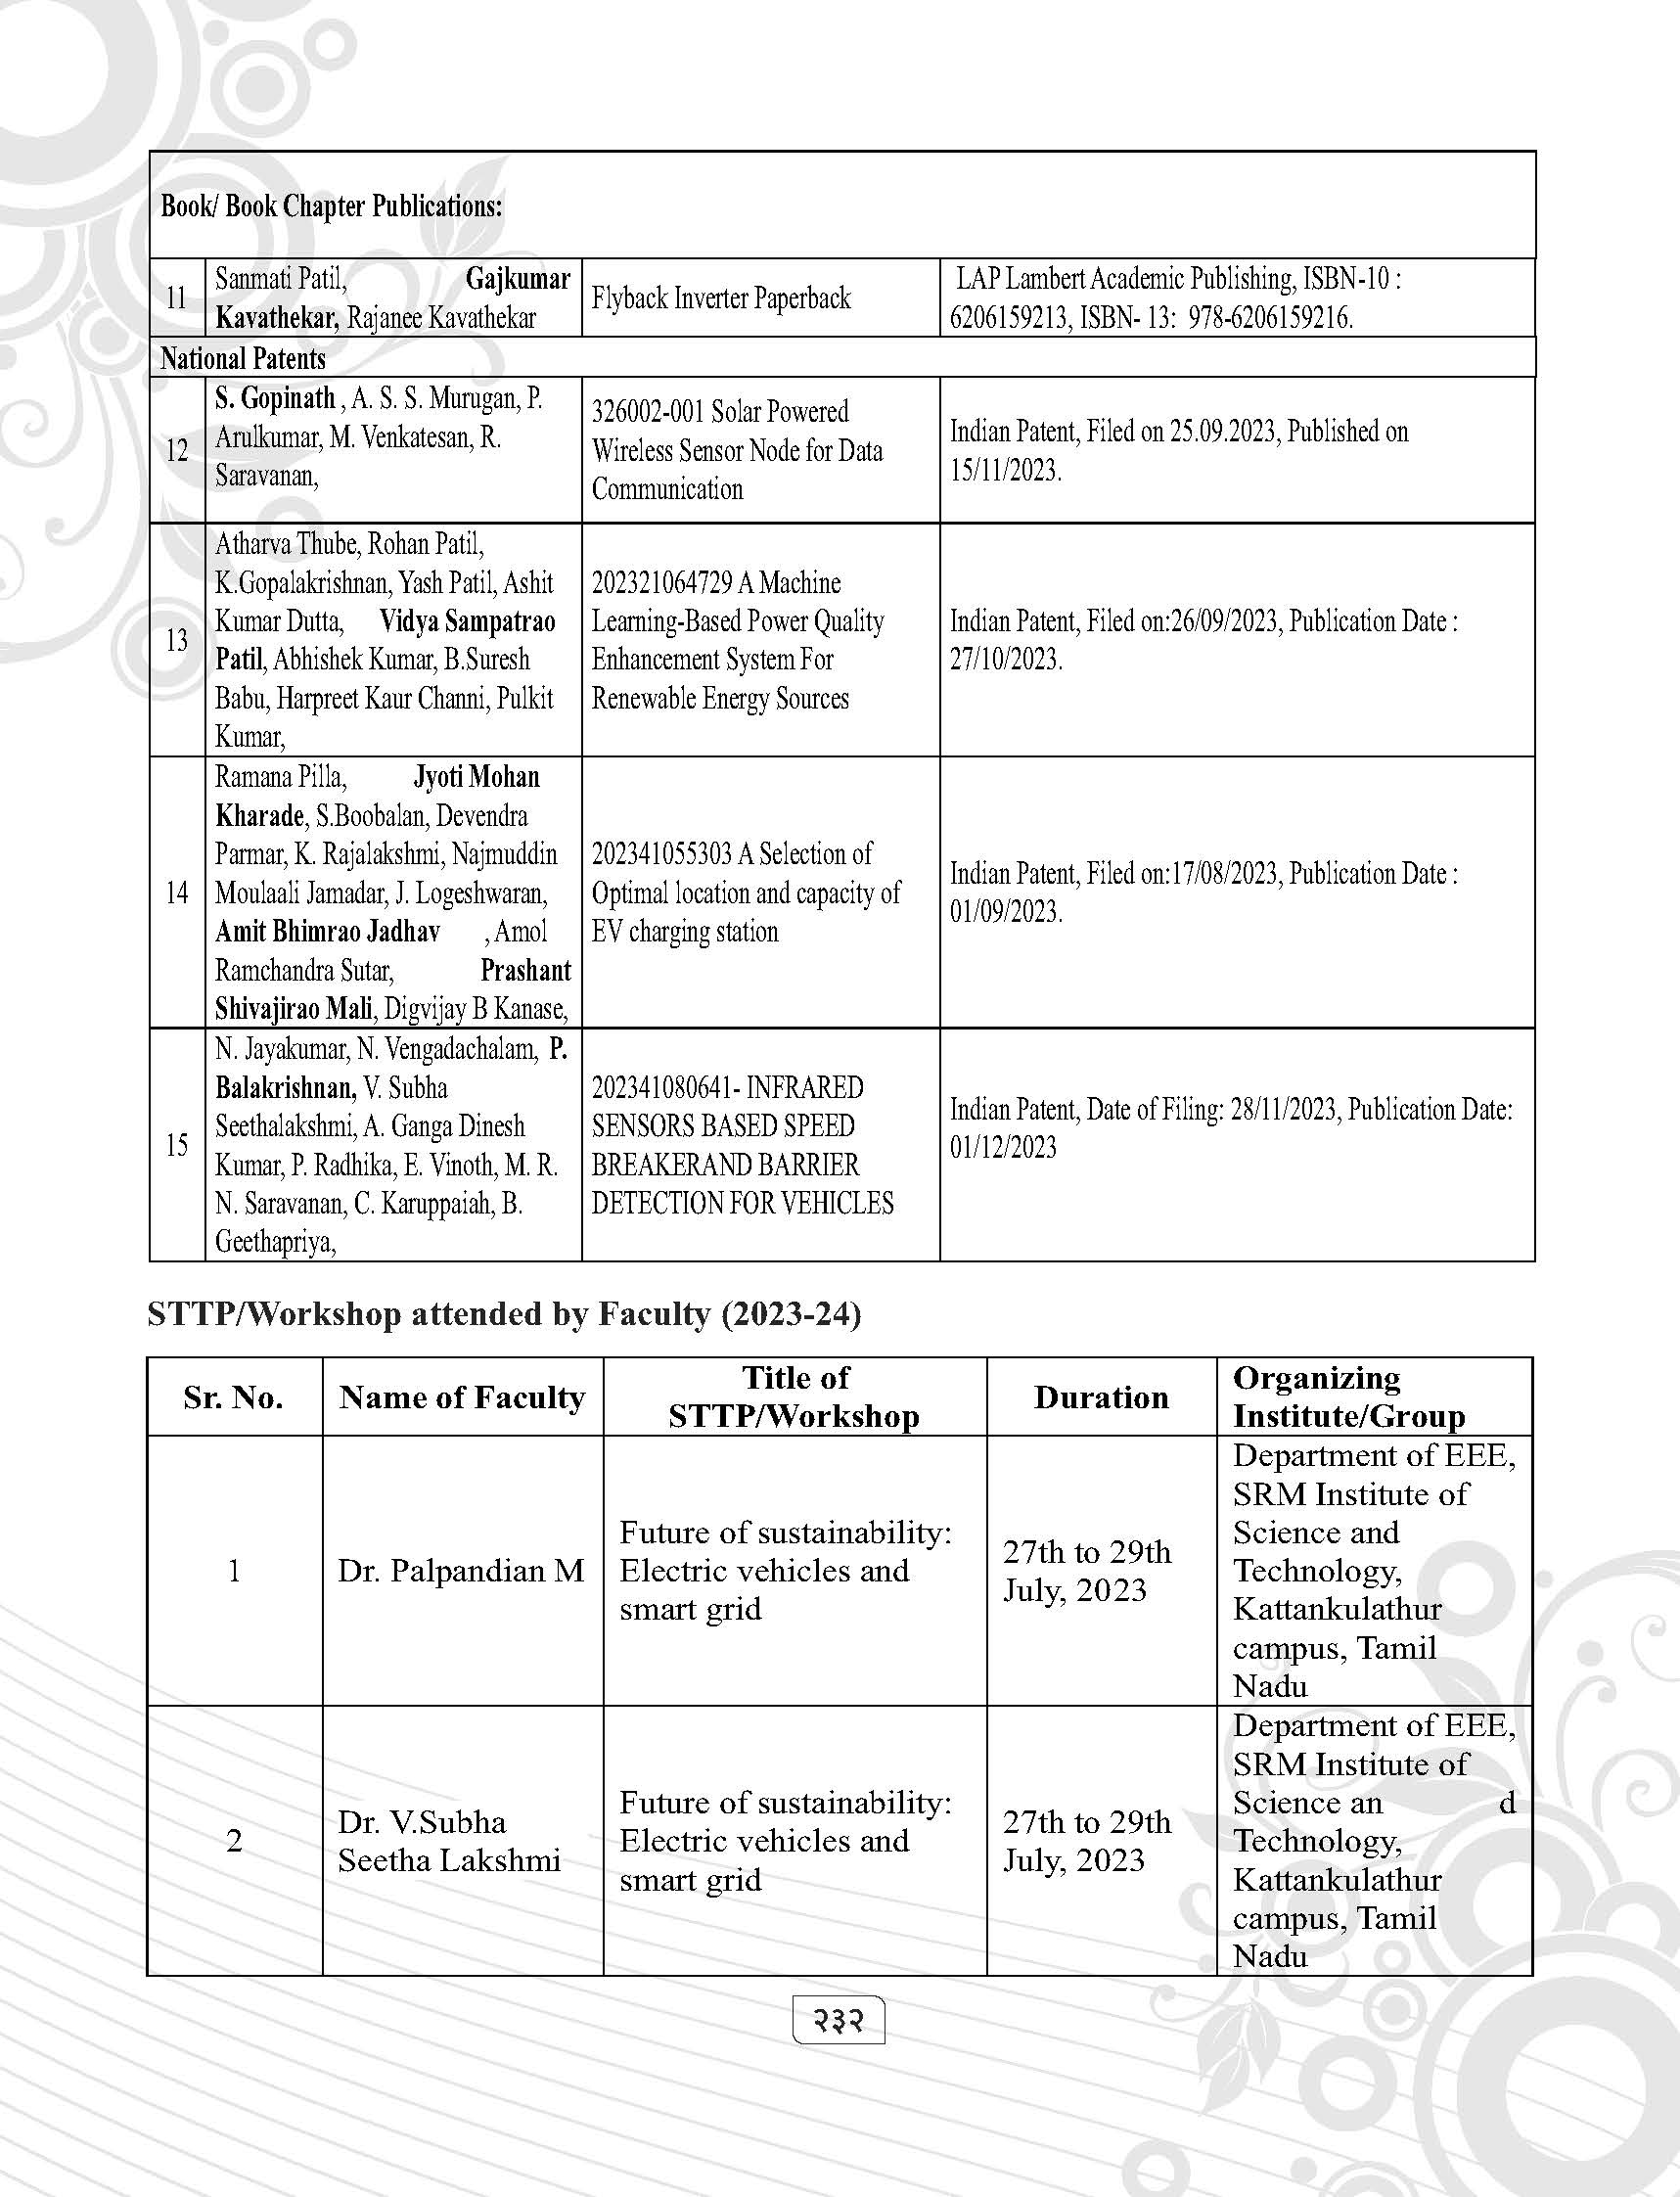 Book/ Book Chapter Publications:
11
Sanmati Patil, Gajkumar
Kavathekar, Rajanee Kavathekar
Flyback Inverter Paperback
LAP Lambert Academic Publishing, ISBN-10 :
6206159213, ISBN- 13: 978-6206159216.
National Patents
12
S. Gopinath , A. S. S. Murugan, P.
Arulkumar, M. Venkatesan, R.
Saravanan,
326002-001 Solar Powered
Wireless Sensor Node for Data
Communication
Indian Patent, Filed on 25.09.2023, Published on
15/11/2023.
13
Atharva Thube, Rohan Patil,
K.Gopalakrishnan, Yash Patil, Ashit
Kumar Dutta, Vidya Sampatrao
Patil, Abhishek Kumar, B.Suresh
Babu, Harpreet Kaur Channi, Pulkit
Kumar,
202321064729 A Machine
Learning-Based Power Quality
Enhancement System For
Renewable Energy Sources
Indian Patent, Filed on:26/09/2023, Publication Date :
27/10/2023.
14
Ramana Pilla, Jyoti Mohan
Kharade, S.Boobalan, Devendra
Parmar, K. Rajalakshmi, Najmuddin
Moulaali Jamadar, J. Logeshwaran,
Amit Bhimrao Jadhav , Amol
Ramchandra Sutar, Prashant
Shivajirao Mali, Digvijay B Kanase,
202341055303 A Selection of
Optimal location and capacity of
EV charging station
Indian Patent, Filed on:17/08/2023, Publication Date :
01/09/2023.
15
N. Jayakumar, N. Vengadachalam, P.
Balakrishnan, V. Subha
Seethalakshmi, A. Ganga Dinesh
Kumar, P. Radhika, E. Vinoth, M. R.
N. Saravanan, C. Karuppaiah, B.
Geethapriya,
202341080641- INFRARED
SENSORS BASED SPEED
BREAKERAND BARRIER
DETECTION FOR VEHICLES
Indian Patent, Date of Filing: 28/11/2023, Publication Date:
01/12/2023
STTP/Workshop attended by Faculty (2023-24)
Sr. No.
Name of Faculty
Title of
STTP/Workshop
Duration
Organizing
Institute/Group
1
Dr. Palpandian M
Future of sustainability:
Electric vehicles and
smart grid
27th to 29th
July, 2023
Department of EEE,
SRM Institute of
Science and
Technology,
Kattankulathur
campus, Tamil
Nadu
2
Dr. V.Subha
Seetha Lakshmi
Future of sustainability:
Electric vehicles and
smart grid
27th to 29th
July, 2023
Department of EEE,
SRM Institute of
Science an d
Technology,
Kattankulathur
campus, Tamil
Nadu
२३२